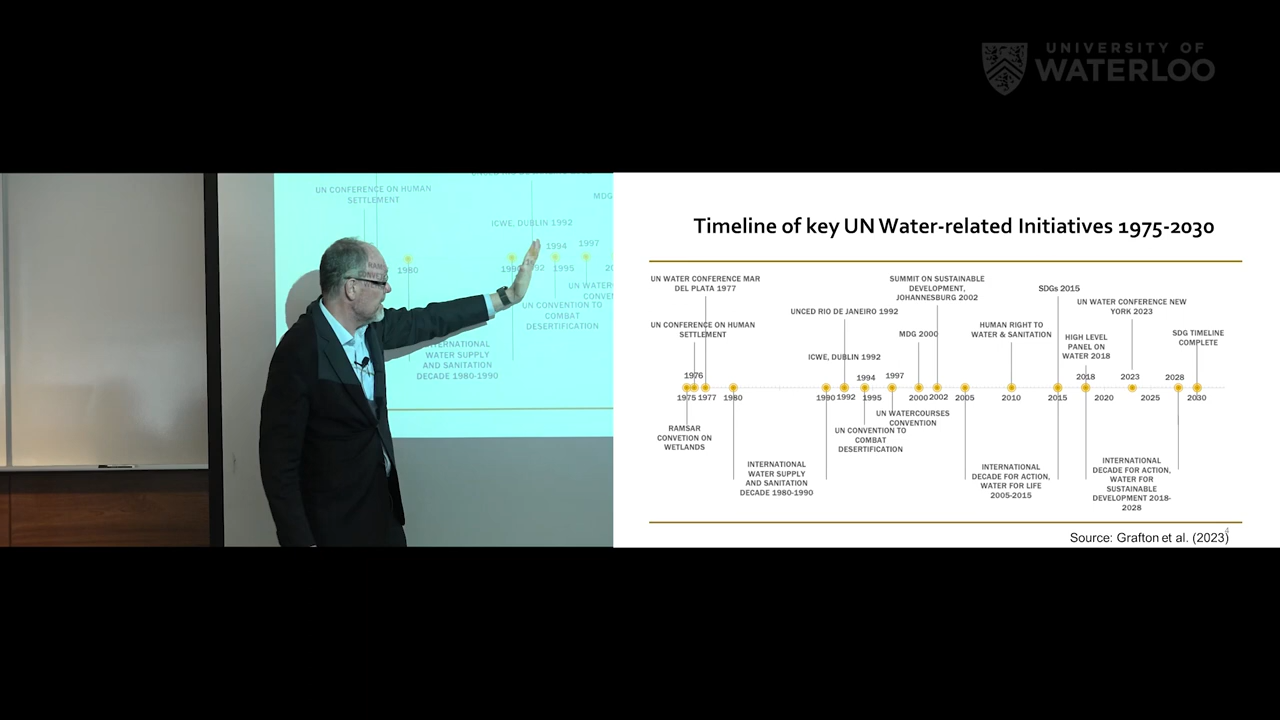 UNIVERSITY OF
WATERLOO
UN CONFERENCE ON HUMAN
SETTLEMENT
MDG
ICWE, DUBLIN 1992
1994
1997
1980
1995
UN CONVENTION TO
COMBAT
DESERTIFICATION
INTERNATIONAL
WATER SUPPLY
AND SANITATION
DECADE 1980-1990
Timeline of key UN Water-related Initiatives 1975-2030
UN WATER CONFERENCE MAR
DEL PLATA 1977
SUMMIT ON SUSTAINABLE
DEVELOPMENT,
JOHANNESBURG 2002
SDGs 2015
UN WATER CONFERENCE NEW
YORK 2023
UNCED RIO DE JANEIRO 1992
UN CONFERENCE ON HUMAN
SETTLEMENT
MDG 2000
HUMAN RIGHT TO
WATER & SANITATION
HIGH LEVEL
PANEL ON
WATER 2018
SDG TIMELINE
COMPLETE
ICWE, DUBLIN 1992
1976
1994
1997
2018
2023
2028
1975 1977 1980 1990 1992 1995 2000 2002 2005 2010 2015 2020 2025 2030
UN WATERCOURSES
CONVENTION
RAMSAR
CONVETION ON
WETLANDS
UN CONVENTION TO
COMBAT
DESERTIFICATION
INTERNATIONAL
WATER SUPPLY
AND SANITATION
DECADE 1980-1990
INTERNATIONAL
DECADE FOR ACTION,
WATER FOR LIFE
2005-2015
INTERNATIONAL
DECADE FOR ACTION,
WATER FOR
SUSTAINABLE
DEVELOPMENT 2018-
2028
4
Source: Grafton et al. (2023)